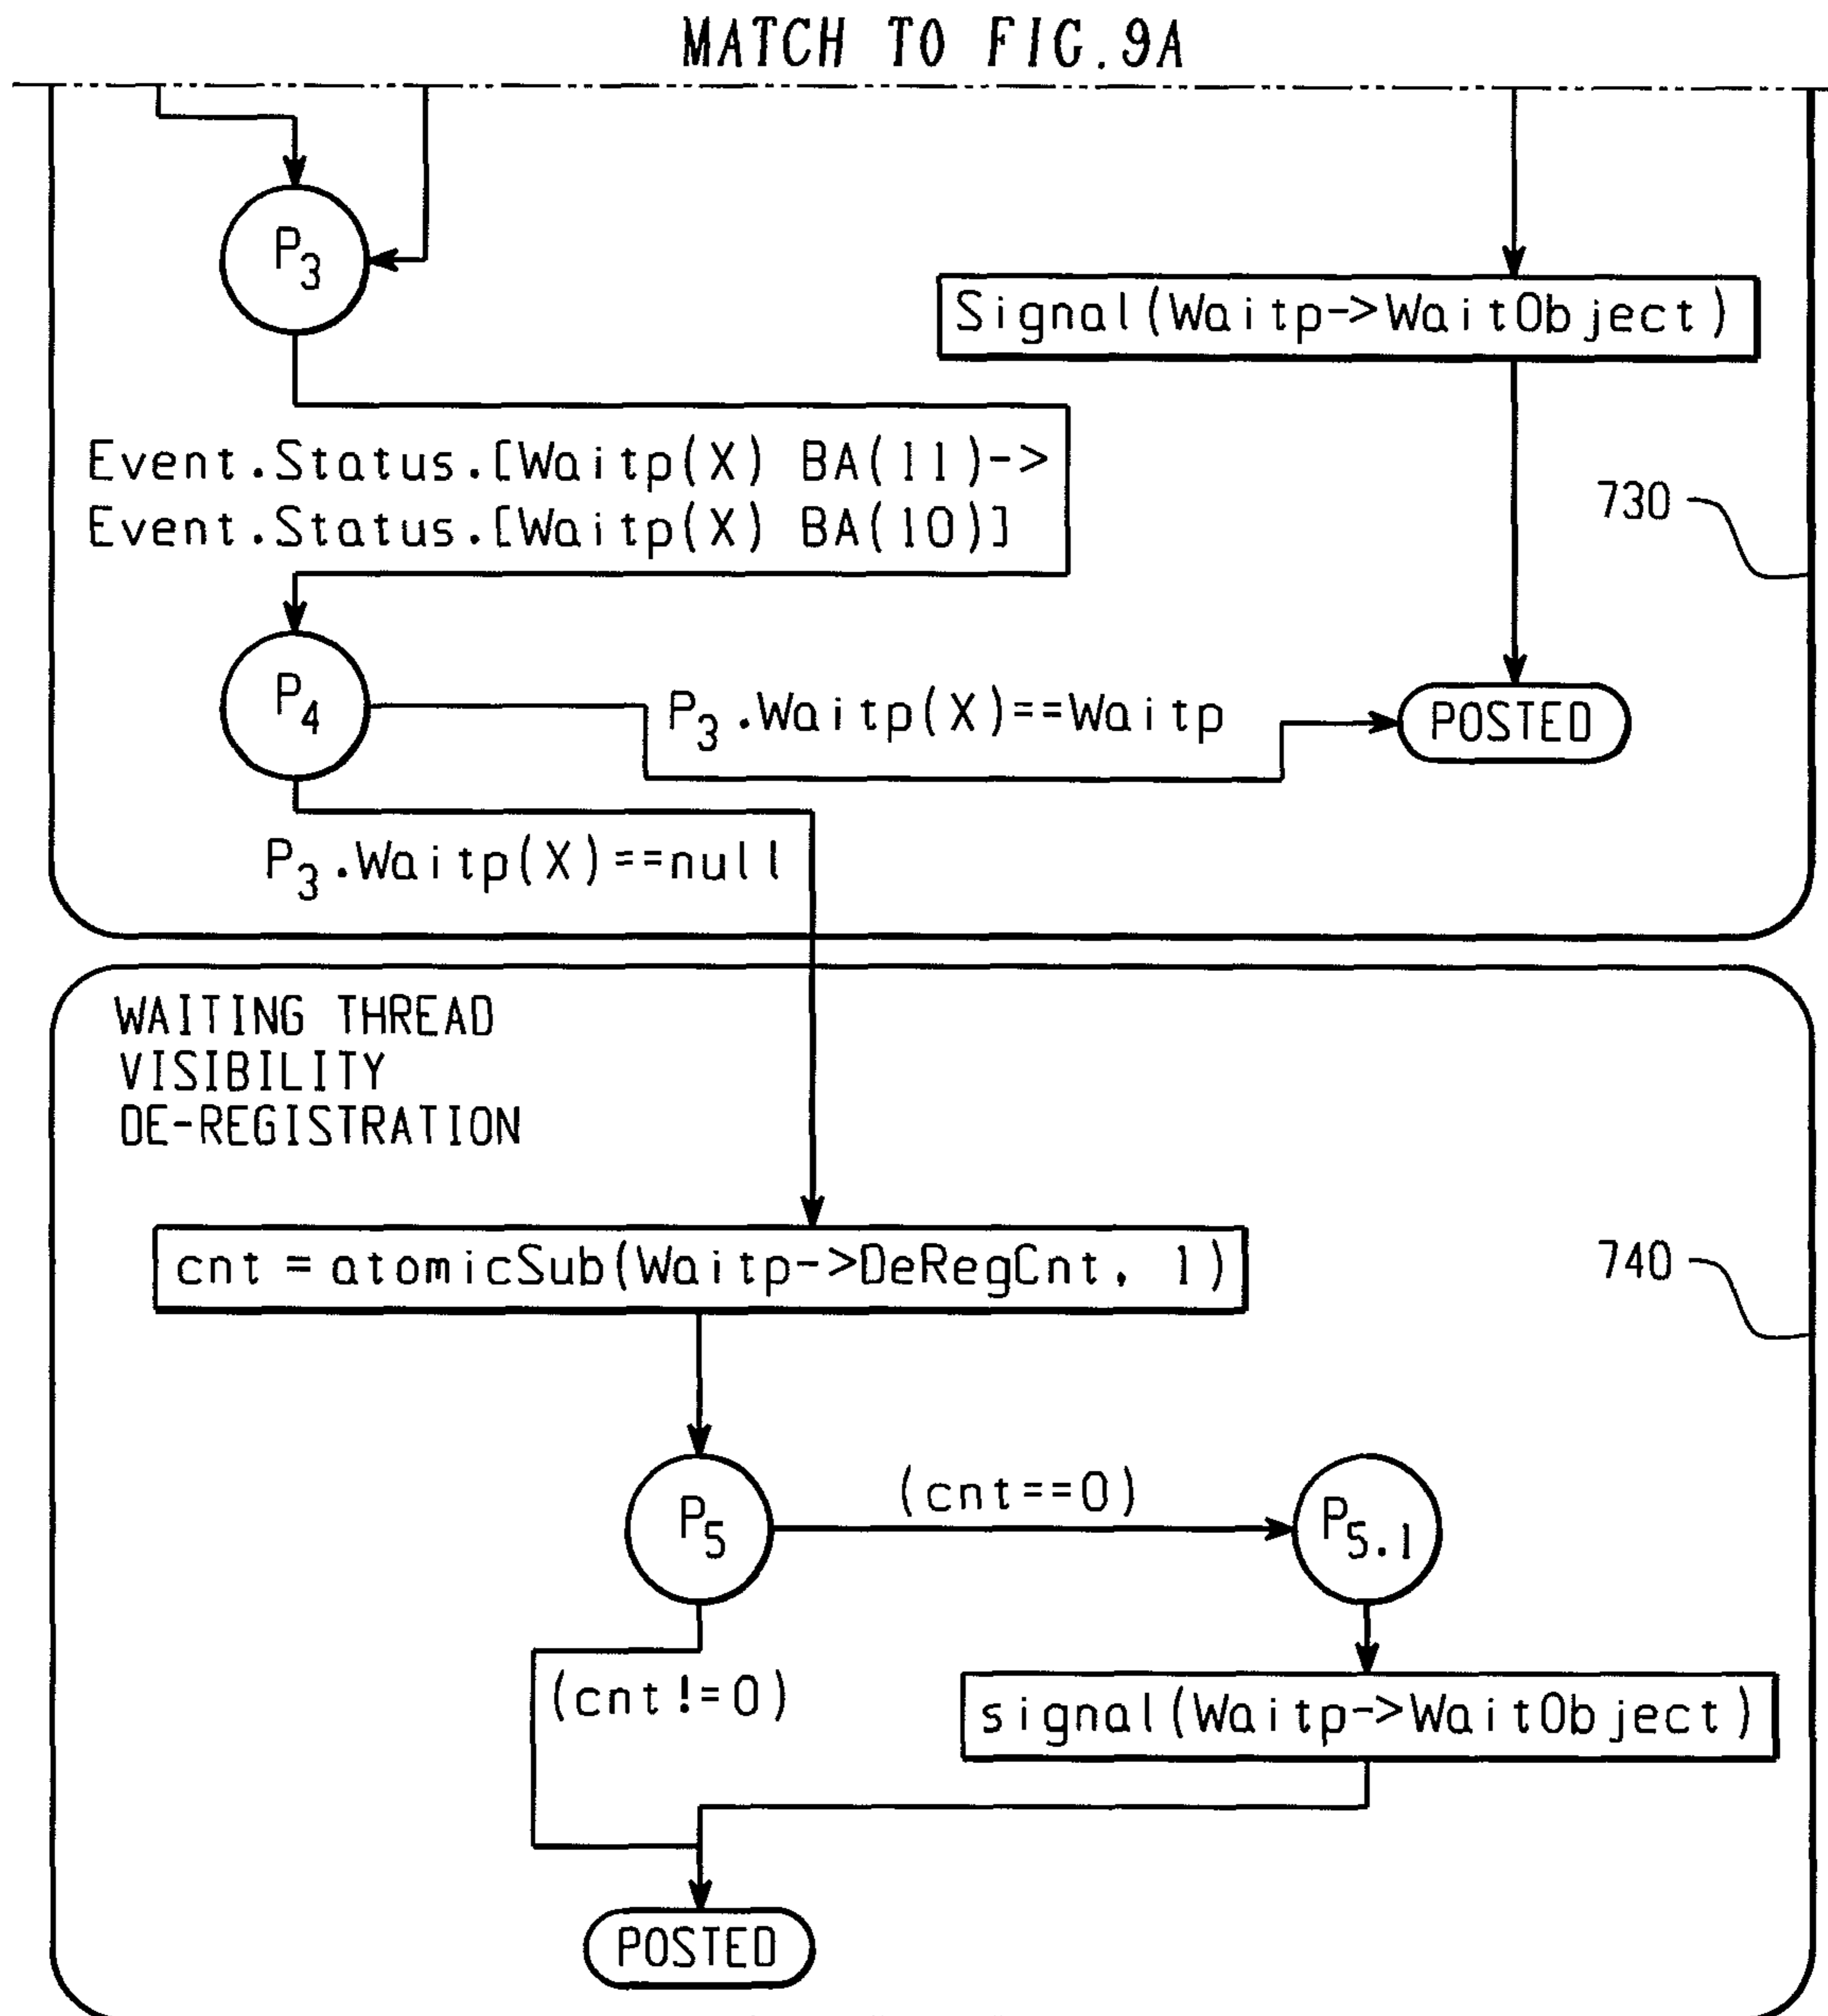 MATCH TO FIG.9A
P3
Signal(Waitp->WaitObject)
Event.Status.[Waitp(X) BA(11)->
Event.Status.[Waitp(X) BA(10)]
730
P4
P3.Waitp(X)==Waitp
POSTED
P3.Waitp(X)==null
WAITING THREAD
VISIBILITY
DE-REGISTRATION
cnt=atomicSub(Waitp->DeRegCnt, 1)
740
P5
(cnt==0)
P5.1
(cnt!=0)
signal(Waitp->WaitObject)
POSTED